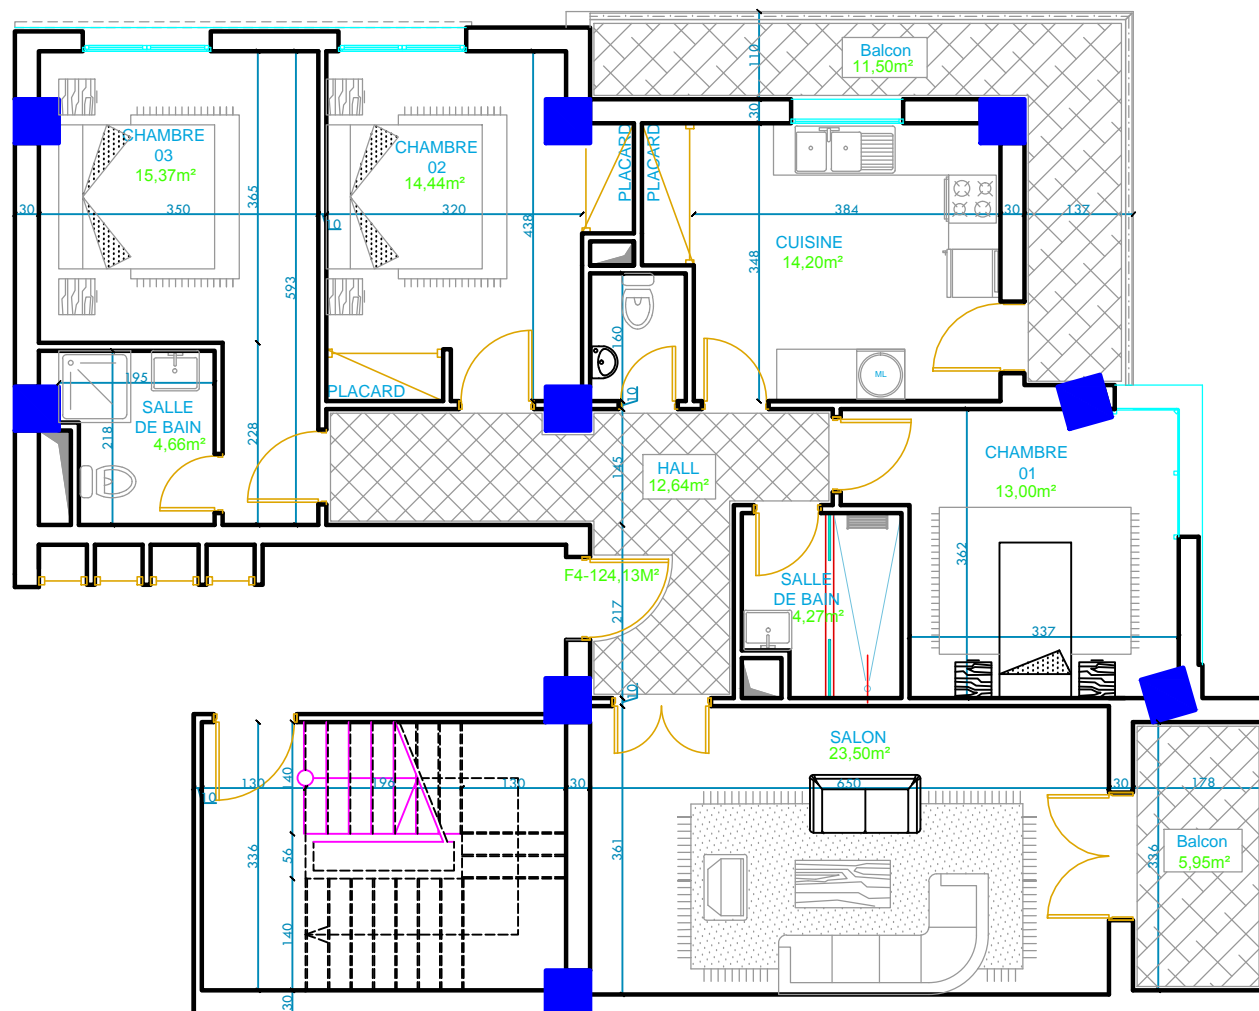 110
Balcon
11,50m²
30
CHAMBRE
03
15,37m²
CHAMBRE
02
14,44m²
PLACARD
PLACARD
365
438
593
30
350
10
320
384
30
137
CUISINE
14,20m²
348
160
10
ML
PLACARD
195
SALLE
DE BAIN
4,66m²
218
228
145
HALL
12,64m²
CHAMBRE
01
13,00m²
362
337
F4-124,13M²
217
10
SALLE
DE BAIN
4,27m²
SALON
23,50m²
130
140
196
130
30
650
30
178
10
336
56
140
30
361
336
Balcon
5,95m²